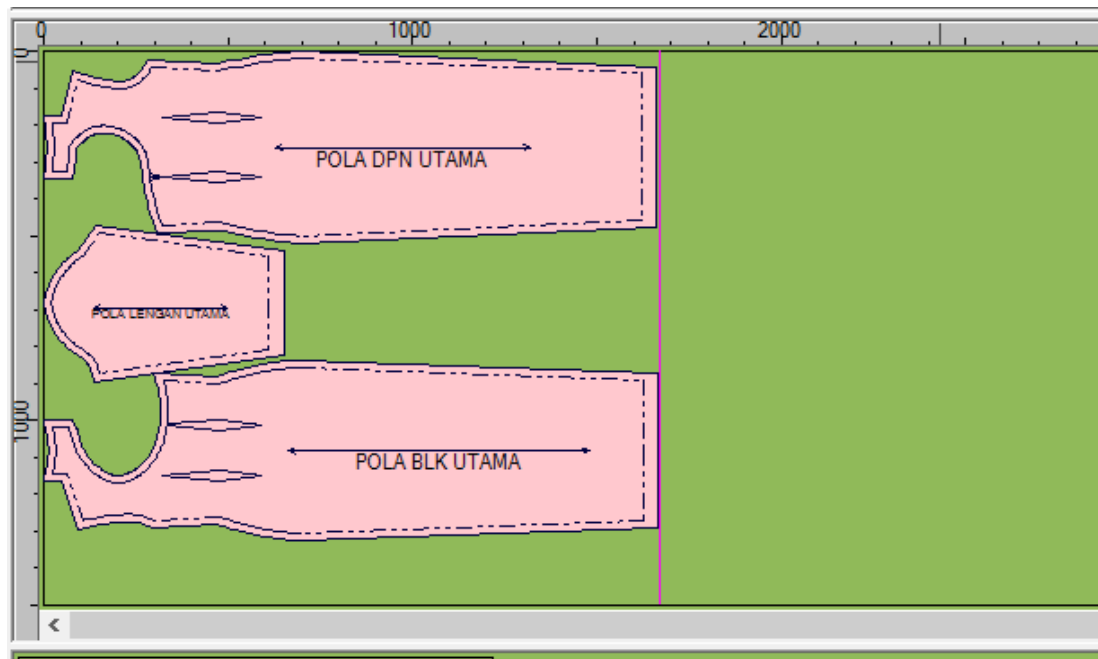 0 1000 2000
0
POLA DPN UTAMA
POLA LENGAN UTAMA
1000
POLA BLK UTAMA